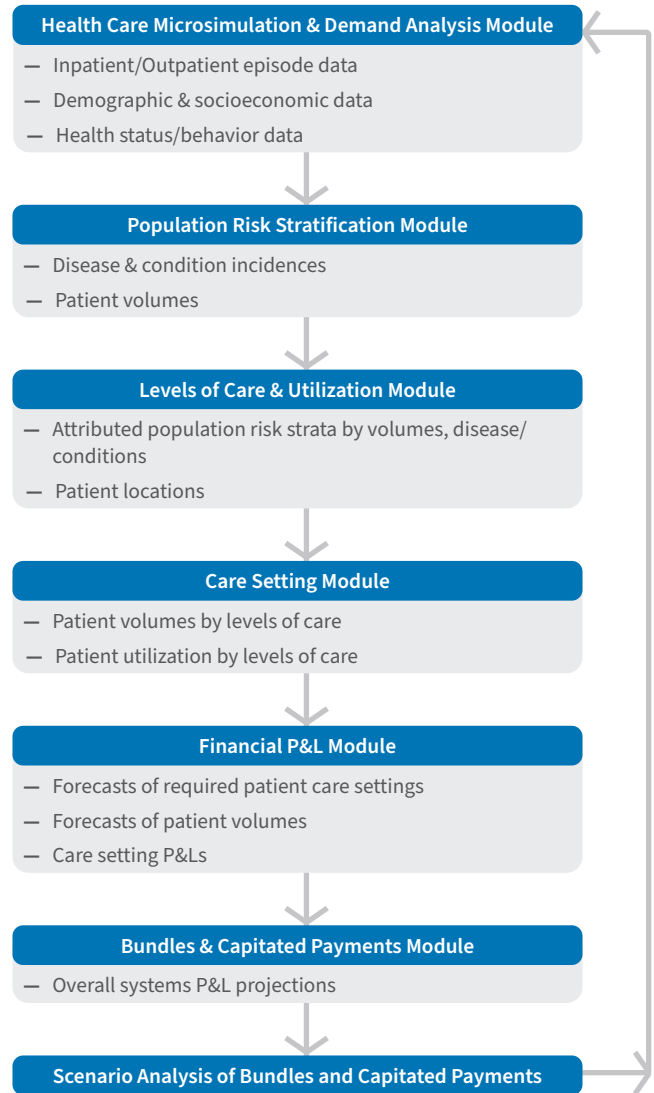 Health Care Microsimulation & Demand Analysis Module
— Inpatient/Outpatient episode data
— Demographic & socioeconomic data
— Health status/behavior data
Population Risk Stratification Module
— Disease & condition incidences
— Patient volumes
Levels of Care & Utilization Module
— Attributed population risk strata by volumes, disease/
conditions
— Patient locations
Care Setting Module
— Patient volumes by levels of care
— Patient utilization by levels of care
Financial P&L Module
— Forecasts of required patient care settings
— Forecasts of patient volumes
— Care setting P&Ls
Bundles & Capitated Payments Module
— Overall systems P&L projections
Scenario Analysis of Bundles and Capitated Payments